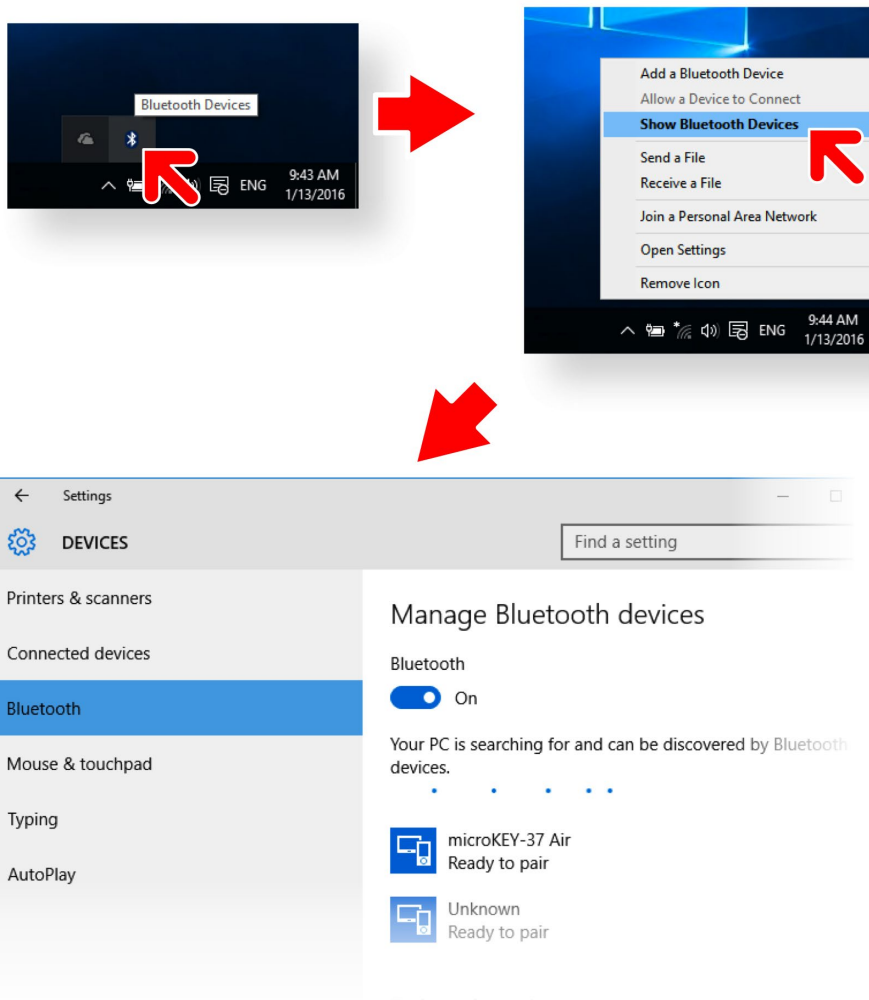 Bluetooth Devices
ENG
9:43 AM
1/13/2016
Add a Bluetooth Device
Allow a Device to Connect
Show Bluetooth Devices
Send a File
Receive a File
Join a Personal Area Network
Open Settings
Remove Icon
ENG
9:44 AM
1/13/2016
Settings
DEVICES
Find a setting
Printers & scanners
Connected devices
Bluetooth
Mouse & touchpad
Typing
AutoPlay
Manage Bluetooth devices
Bluetooth
On
Your PC is searching for and can be discovered by Bluetooth
devices.
microKEY-37 Air
Ready to pair
Unknown
Ready to pair